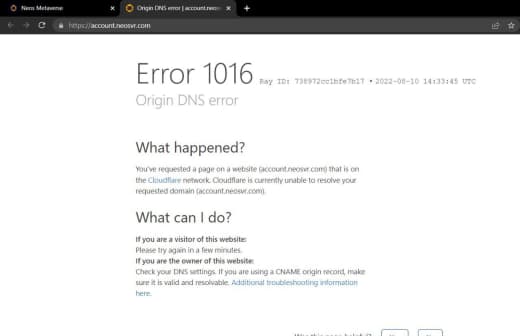 Neos Metaverse
Origin DNS error | account.neosv
https://account.neosvr.com
Error 1016 Ray ID: 738972cc1bfe7b17 • 2022-08-10 14:33:45 UTC
Origin DNS error
What happened?
You've requested a page on a website (account.neosvr.com) that is on
the Cloudflare network. Cloudflare is currently unable to resolve your
requested domain (account.neosvr.com).
What can I do?
If you are a visitor of this website:
Please try again in a few minutes.
If you are the owner of this website:
Check your DNS settings. If you are using a CNAME origin record, make
sure it is valid and resolvable. Additional troubleshooting information
here.
Was this page helpful?